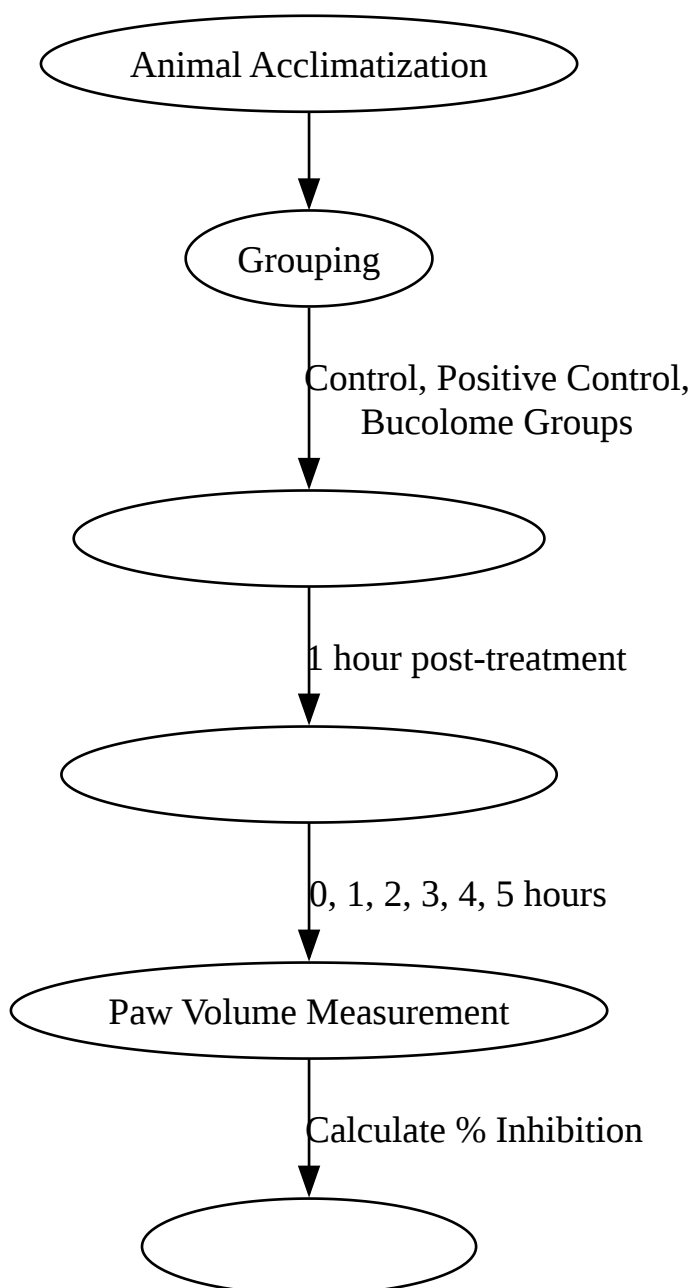 Animal Acclimatization
Grouping
Control, Positive Control,
Bucolome Groups
1 hour post-treatment
0, 1, 2, 3, 4, 5 hours
Paw Volume Measurement
Calculate % Inhibition